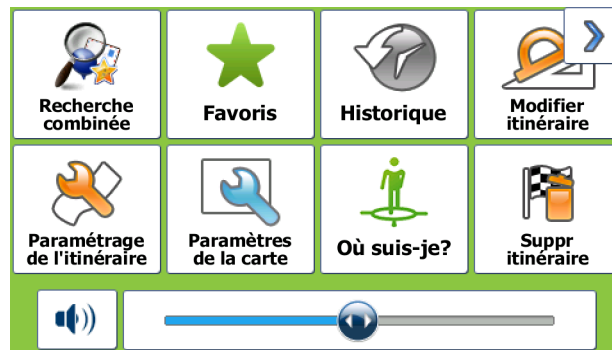 Recherche
combinée
Favoris
Historique
Modifier
itinéraire
Paramétrage
de l'itinéraire
Paramètres
de la carte
Où suis-je?
Suppr
itinéraire